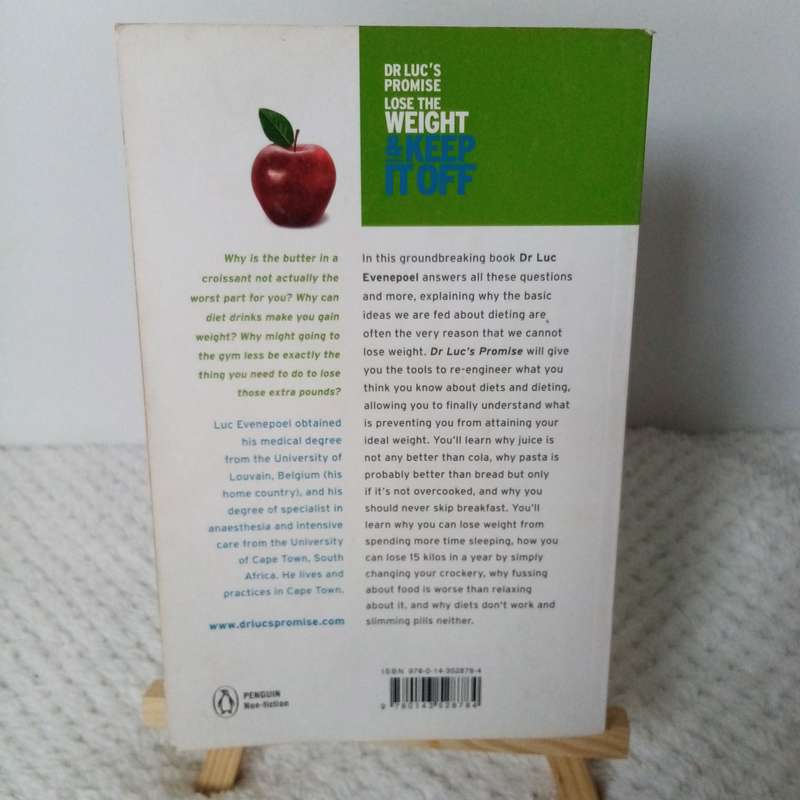 DR LUC'S
PROMISE
LOSE THE
WEIGHT
& KEEP
IT OFF
Why is the butter in a
croissant not actually the
worst part for you? Why can
diet drinks make you gain
weight? Why might going to
the gym less be exactly the
thing you need to do to lose
those extra pounds?
Luc Evenepoel obtained
his medical degree
from the University of
Louvain, Belgium (his
home country), and his
degree of specialist in
anaesthesia and intensive
care from the University
of Cape Town, South
Africa. He lives and
practices in Cape Town.
www.drlucspromise.com
In this groundbreaking book Dr Luc
Evenepoel answers all these questions
and more, explaining why the basic
ideas we are fed about dieting are
often the very reason that we cannot
lose weight. Dr Luc's Promise will give
you the tools to re-engineer what you
think you know about diets and dieting,
allowing you to finally understand what
is preventing you from attaining your
ideal weight. You'll learn why juice is
not any better than cola, why pasta is
probably better than bread but only
if it's not overcooked, and why you
should never skip breakfast. You'll
learn why you can lose weight from
spending more time sleeping, how you
can lose 15 kilos in a year by simply
changing your crockery, why fussing
about food is worse than relaxing
about it, and why diets don't work and
slimming pills neither.
PENGUIN
Non-fiction
ISBN 978-0-14-352878-4
9 780143 528784